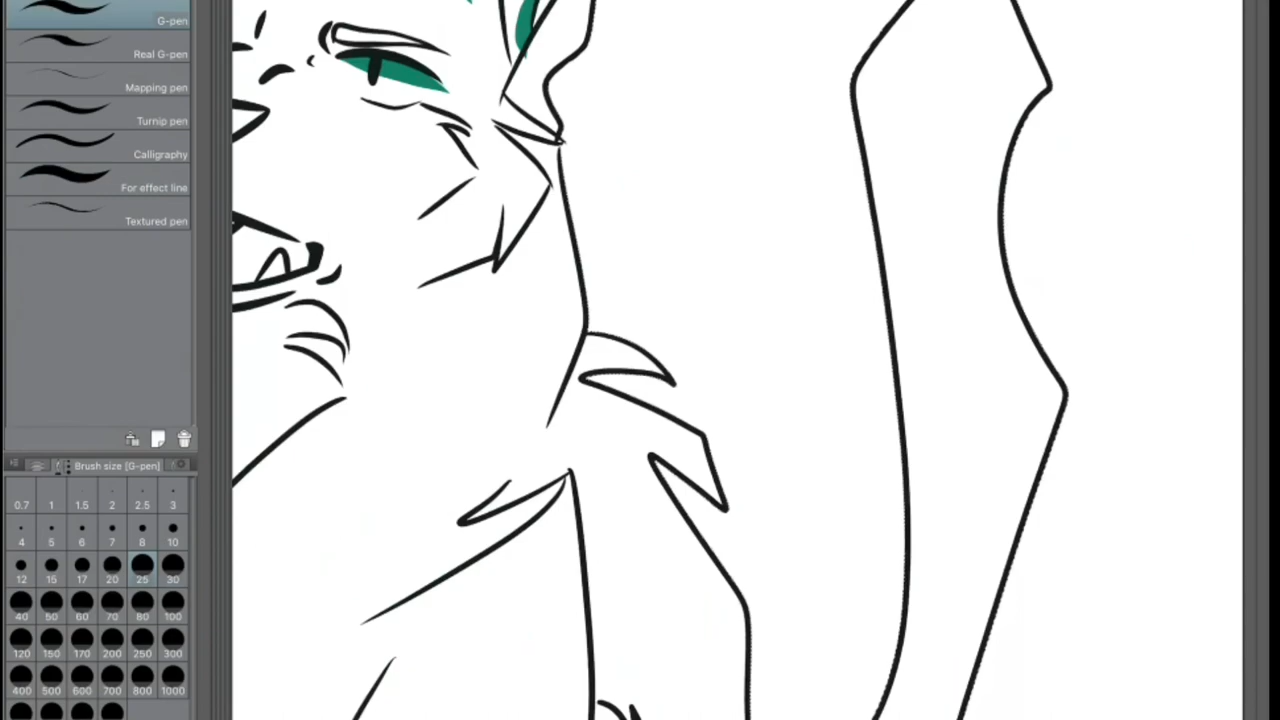 G-pen
Real G-pen
Mapping pen
Turnip pen
Calligraphy
For effect line
Textured pen
Brush size [G-pen]
0.7 1 1.5 2 2.5 3
4 5 6 7 8 10
12 15 17 20 25 30
40 50 60 70 80 100
120 150 170 200 250 300
400 500 600 700 800 1000